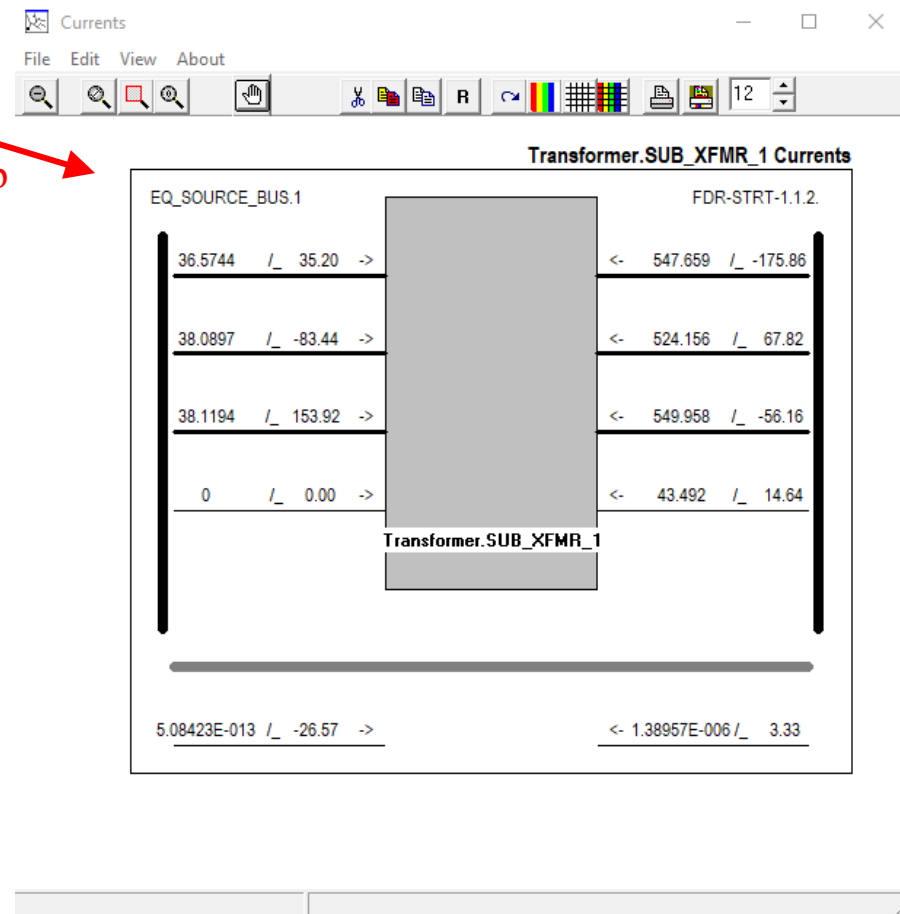 Currents
File Edit View About
R 12
Transformer.SUB_XFMR_1 Currents
EQ_SOURCE_BUS.1 FDR-STRT-1.1.2.
36.5744 /_ 35.20 -> <- 547.659 /_ -175.86
38.0897 /_ -83.44 -> <- 524.156 /_ 67.82
38.1194 /_ 153.92 -> <- 549.958 /_ -56.16
0 /_ 0.00 -> <- 43.492 /_ 14.64
Transformer.SUB_XFMR_1
5.08423E-013 /_ -26.57 -> <- 1.38957E-006 /_ 3.33